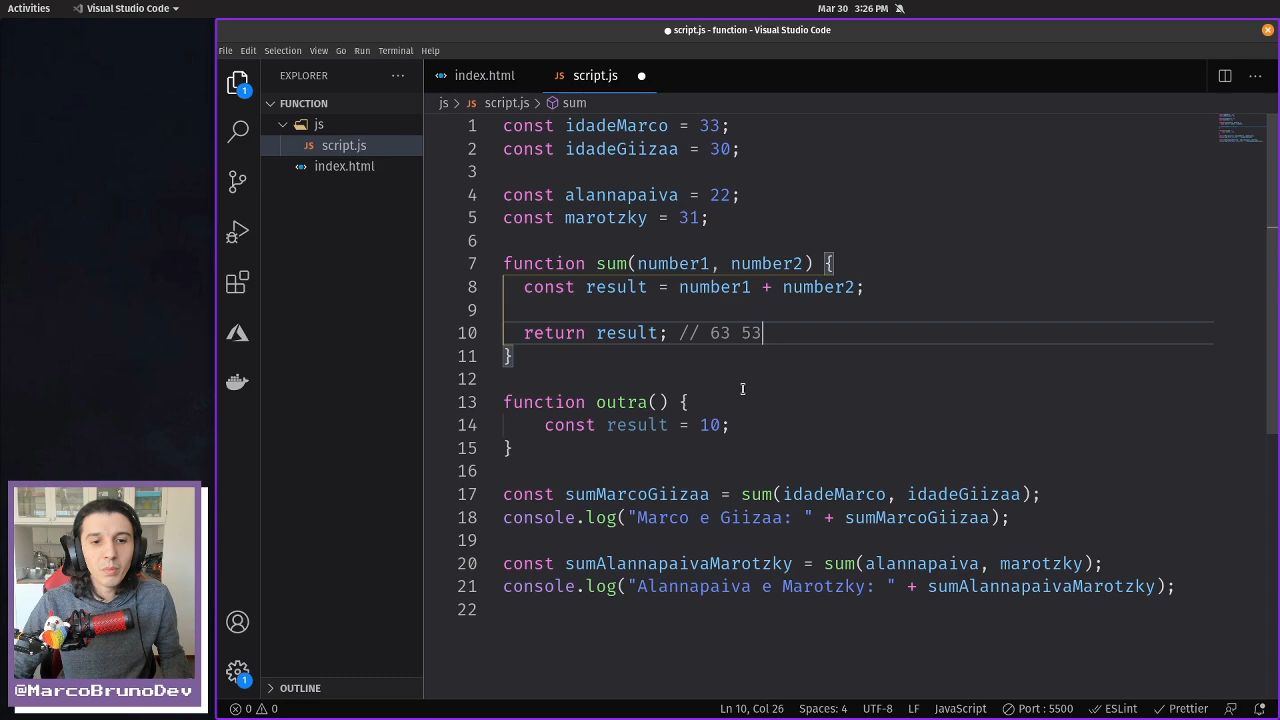 Activities
Visual Studio Code
Mar 30 3:26 PM
script.js - function - Visual Studio Code
File Edit Selection View Go Run Terminal Help
EXPLORER
index.html
JS script.js
FUNCTION
js > JS script.js > sum
js
JS script.js
index.html
1 const idadeMarco = 33;
2 const idadeGiizaa = 30;
3
4 const alannapaiva = 22;
5 const marotzky = 31;
6
7 function sum(number1, number2) {
8 const result = number1 + number2;
9
10 return result; // 63 53
11 }
12
13 function outra() {
14 const result = 10;
15 }
16
17 const sumMarcoGiizaa = sum(idadeMarco, idadeGiizaa);
18 console.log("Marco e Giizaa: " + sumMarcoGiizaa);
19
20 const sumAlannapaivaMarotzky = sum(alannapaiva, marotzky);
21 console.log("Alannapaiva e Marotzky: " + sumAlannapaivaMarotzky);
22
1
1
OUTLINE
@MarcoBrunoDev
0 0
Ln 10, Col 26 Spaces: 4 UTF-8 LF JavaScript Port : 5500 ESLint Prettier